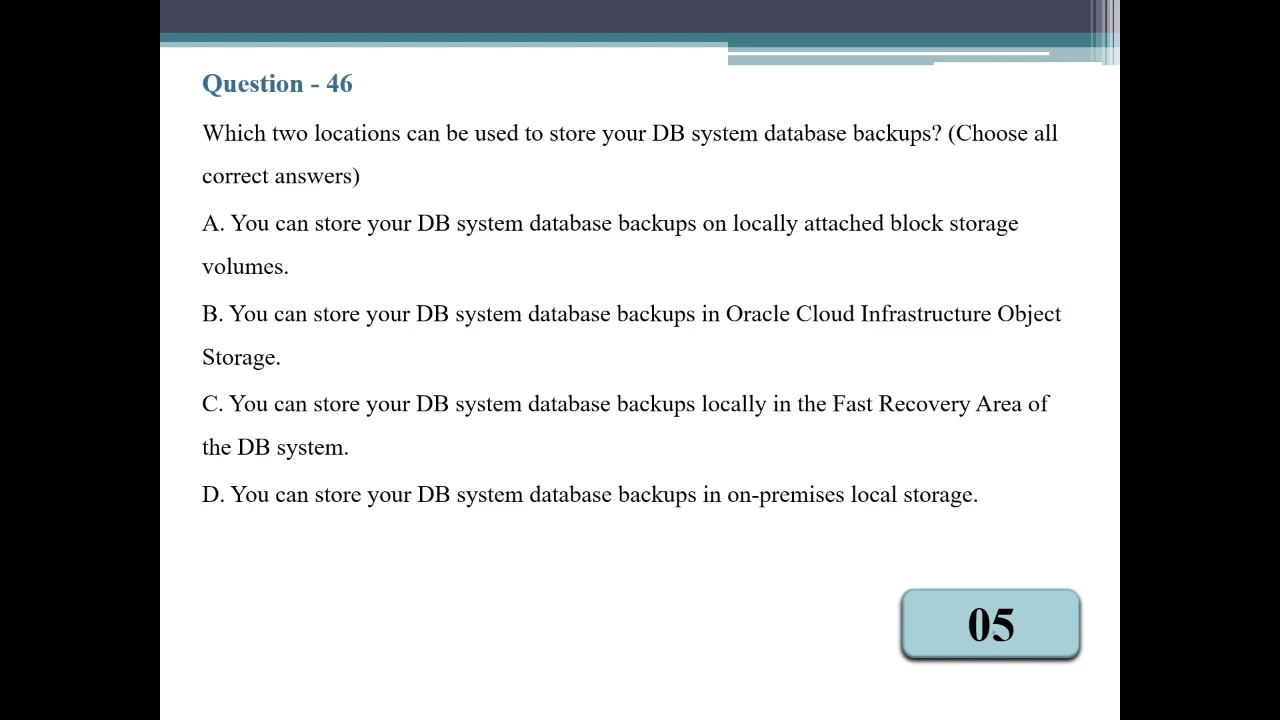 Question - 46
Which two locations can be used to store your DB system database backups? (Choose all
correct answers)
A. You can store your DB system database backups on locally attached block storage
volumes.
B. You can store your DB system database backups in Oracle Cloud Infrastructure Object
Storage.
C. You can store your DB system database backups locally in the Fast Recovery Area of
the DB system.
D. You can store your DB system database backups in on-premises local storage.
05